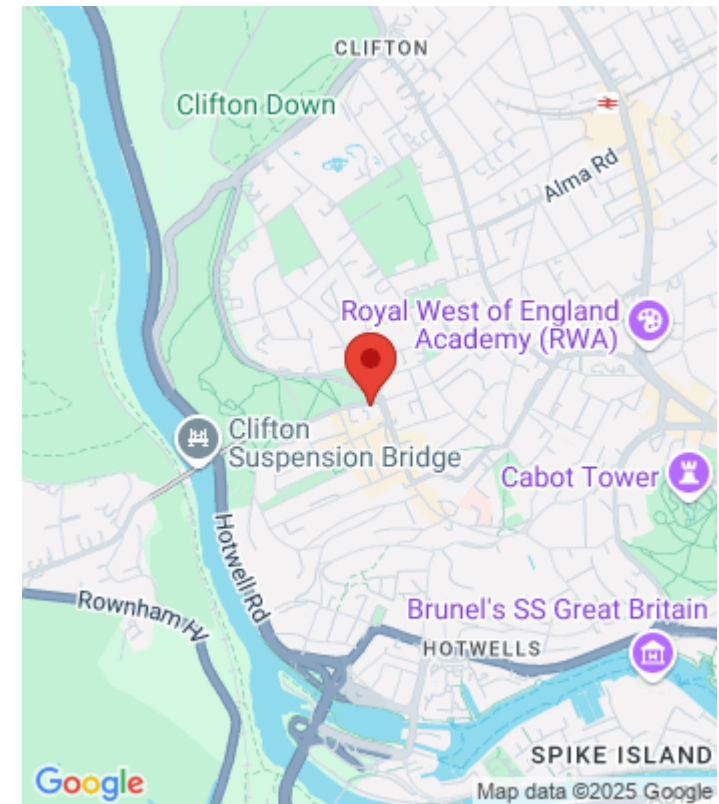 CLIFTON
Clifton Down
Alma Rd
Royal West of England
Academy (RWA)
Clifton
Suspension Bridge
Cabot Tower
Hotwell Rd
Rownham Hl
Brunel's SS Great Britain
HOTWELLS
SPIKE ISLAND
Google
Map data ©2025 Google